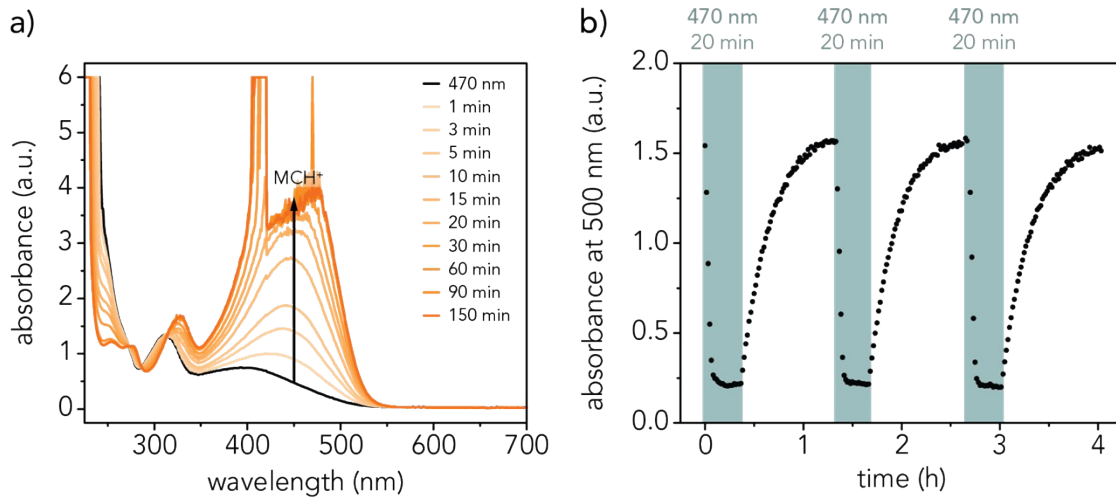 a)
absorbance (a.u.)
6
5
4
3
2
1
0
300
400
500
600
700
wavelength (nm)
MCH⁺
470 nm
1 min
3 min
5 min
10 min
15 min
20 min
30 min
60 min
90 min
150 min
b)
470 nm
20 min
470 nm
20 min
470 nm
20 min
absorbance at 500 nm (a.u.)
2.0
1.5
1.0
0.5
0.0
0
1
2
3
4
time (h)